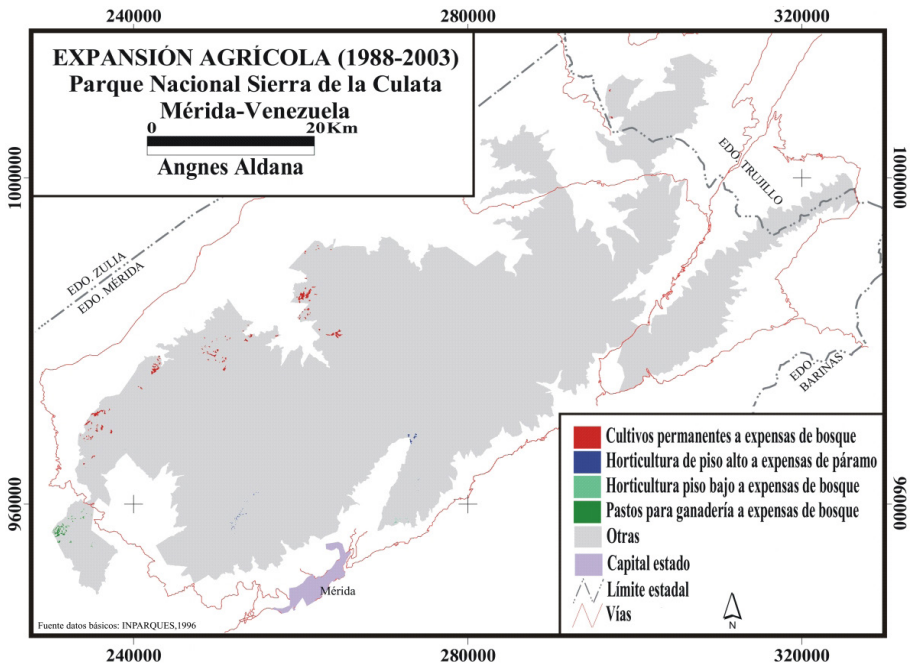 240000
280000
320000
EXPANSIÓN AGRÍCOLA (1988-2003)
Parque Nacional Sierra de la Culata
Mérida-Venezuela
0
20 Km
Angnes Aldana
1000000
1000000
EDO. TRUJILLO
EDO. ZULIA
EDO. MÉRIDA
EDO.
BARINAS
Cultivos permanentes a expensas de bosque
Horticultura de piso alto a expensas de páramo
Horticultura piso bajo a expensas de bosque
Pastos para ganadería a expensas de bosque
Otras
Capital estado
Límite estadal
Vías
N
960000
960000
Mérida
Fuente datos básicos: INPARQUES,1996
240000
280000
320000